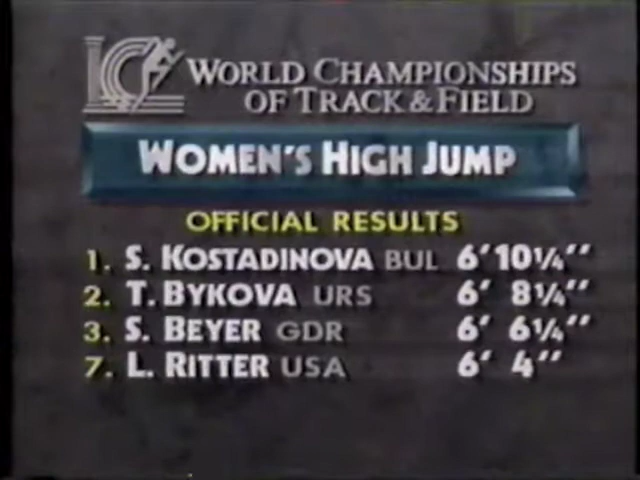 WORLD CHAMPIONSHIPS
OF TRACK & FIELD
WOMEN'S HIGH JUMP
OFFICIAL RESULTS
1. S. KOSTADINOVA BUL 6' 10¼"
2. T. BYKOVA URS 6' 8¼"
3. S. BEYER GDR 6' 6¼"
7. L. RITTER USA 6' 4"